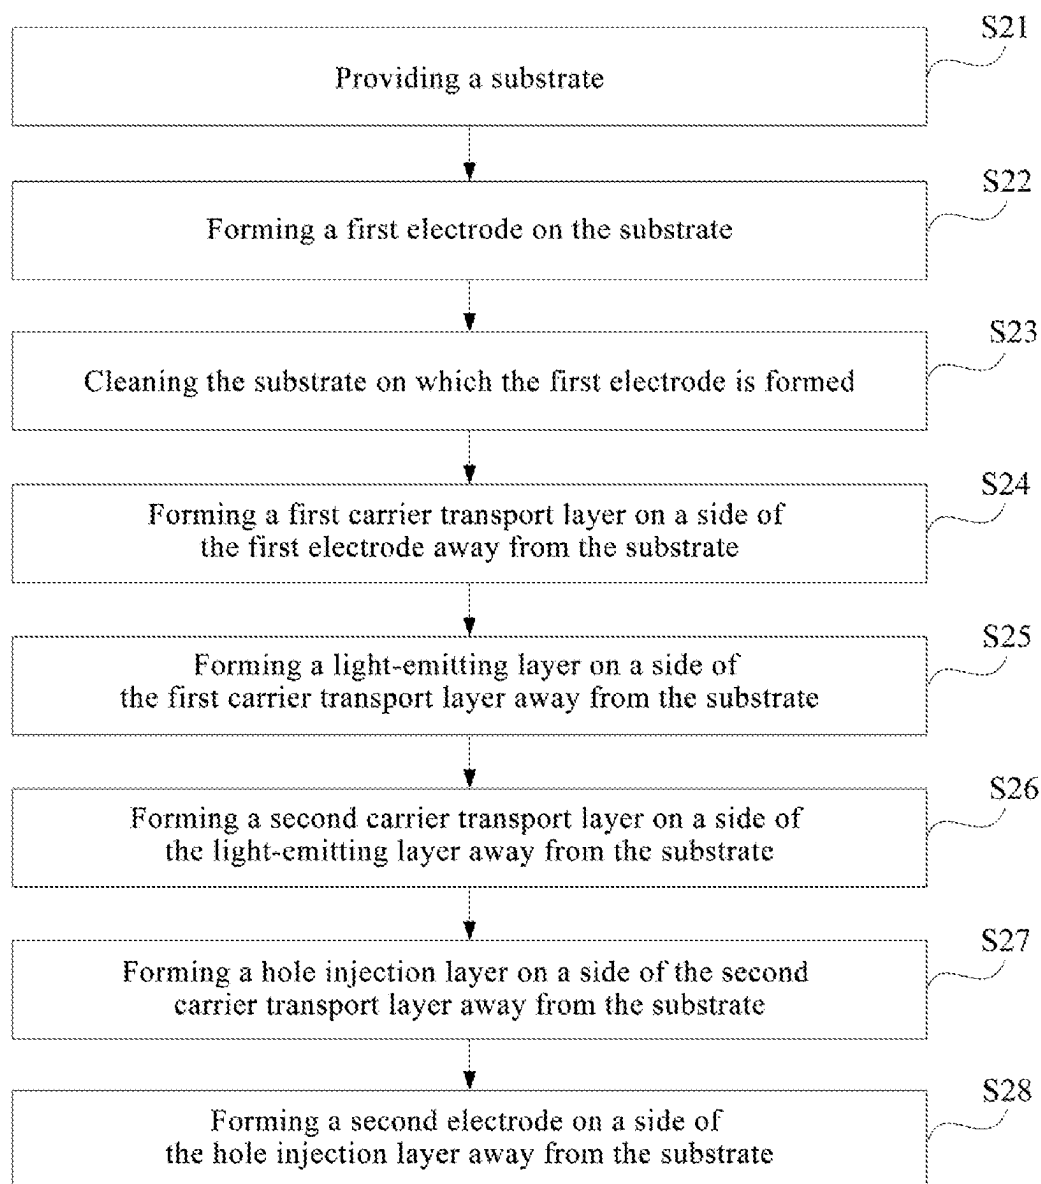 S21
Providing a substrate
S22
Forming a first electrode on the substrate
S23
Cleaning the substrate on which the first electrode is formed
S24
Forming a first carrier transport layer on a side of
the first electrode away from the substrate
S25
Forming a light-emitting layer on a side of
the first carrier transport layer away from the substrate
S26
Forming a second carrier transport layer on a side of
the light-emitting layer away from the substrate
S27
Forming a hole injection layer on a side of the second
carrier transport layer away from the substrate
S28
Forming a second electrode on a side of
the hole injection layer away from the substrate